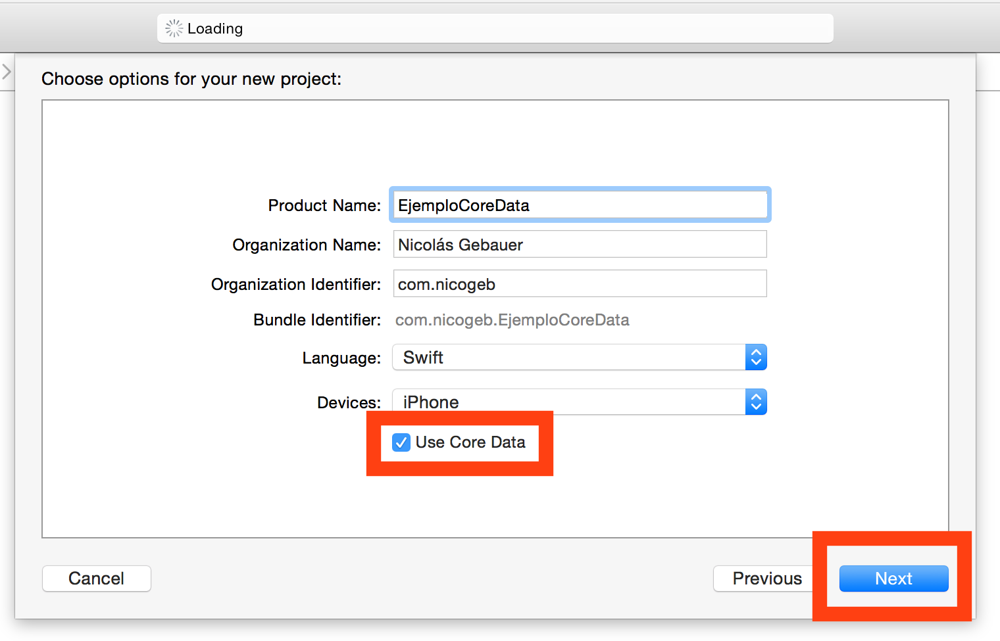 Loading
Choose options for your new project:
Product Name: EjemploCoreData
Organization Name: Nicolás Gebauer
Organization Identifier: com.nicogeb
Bundle Identifier: com.nicogeb.EjemploCoreData
Language: Swift
Devices: iPhone
Use Core Data
Cancel Previous Next